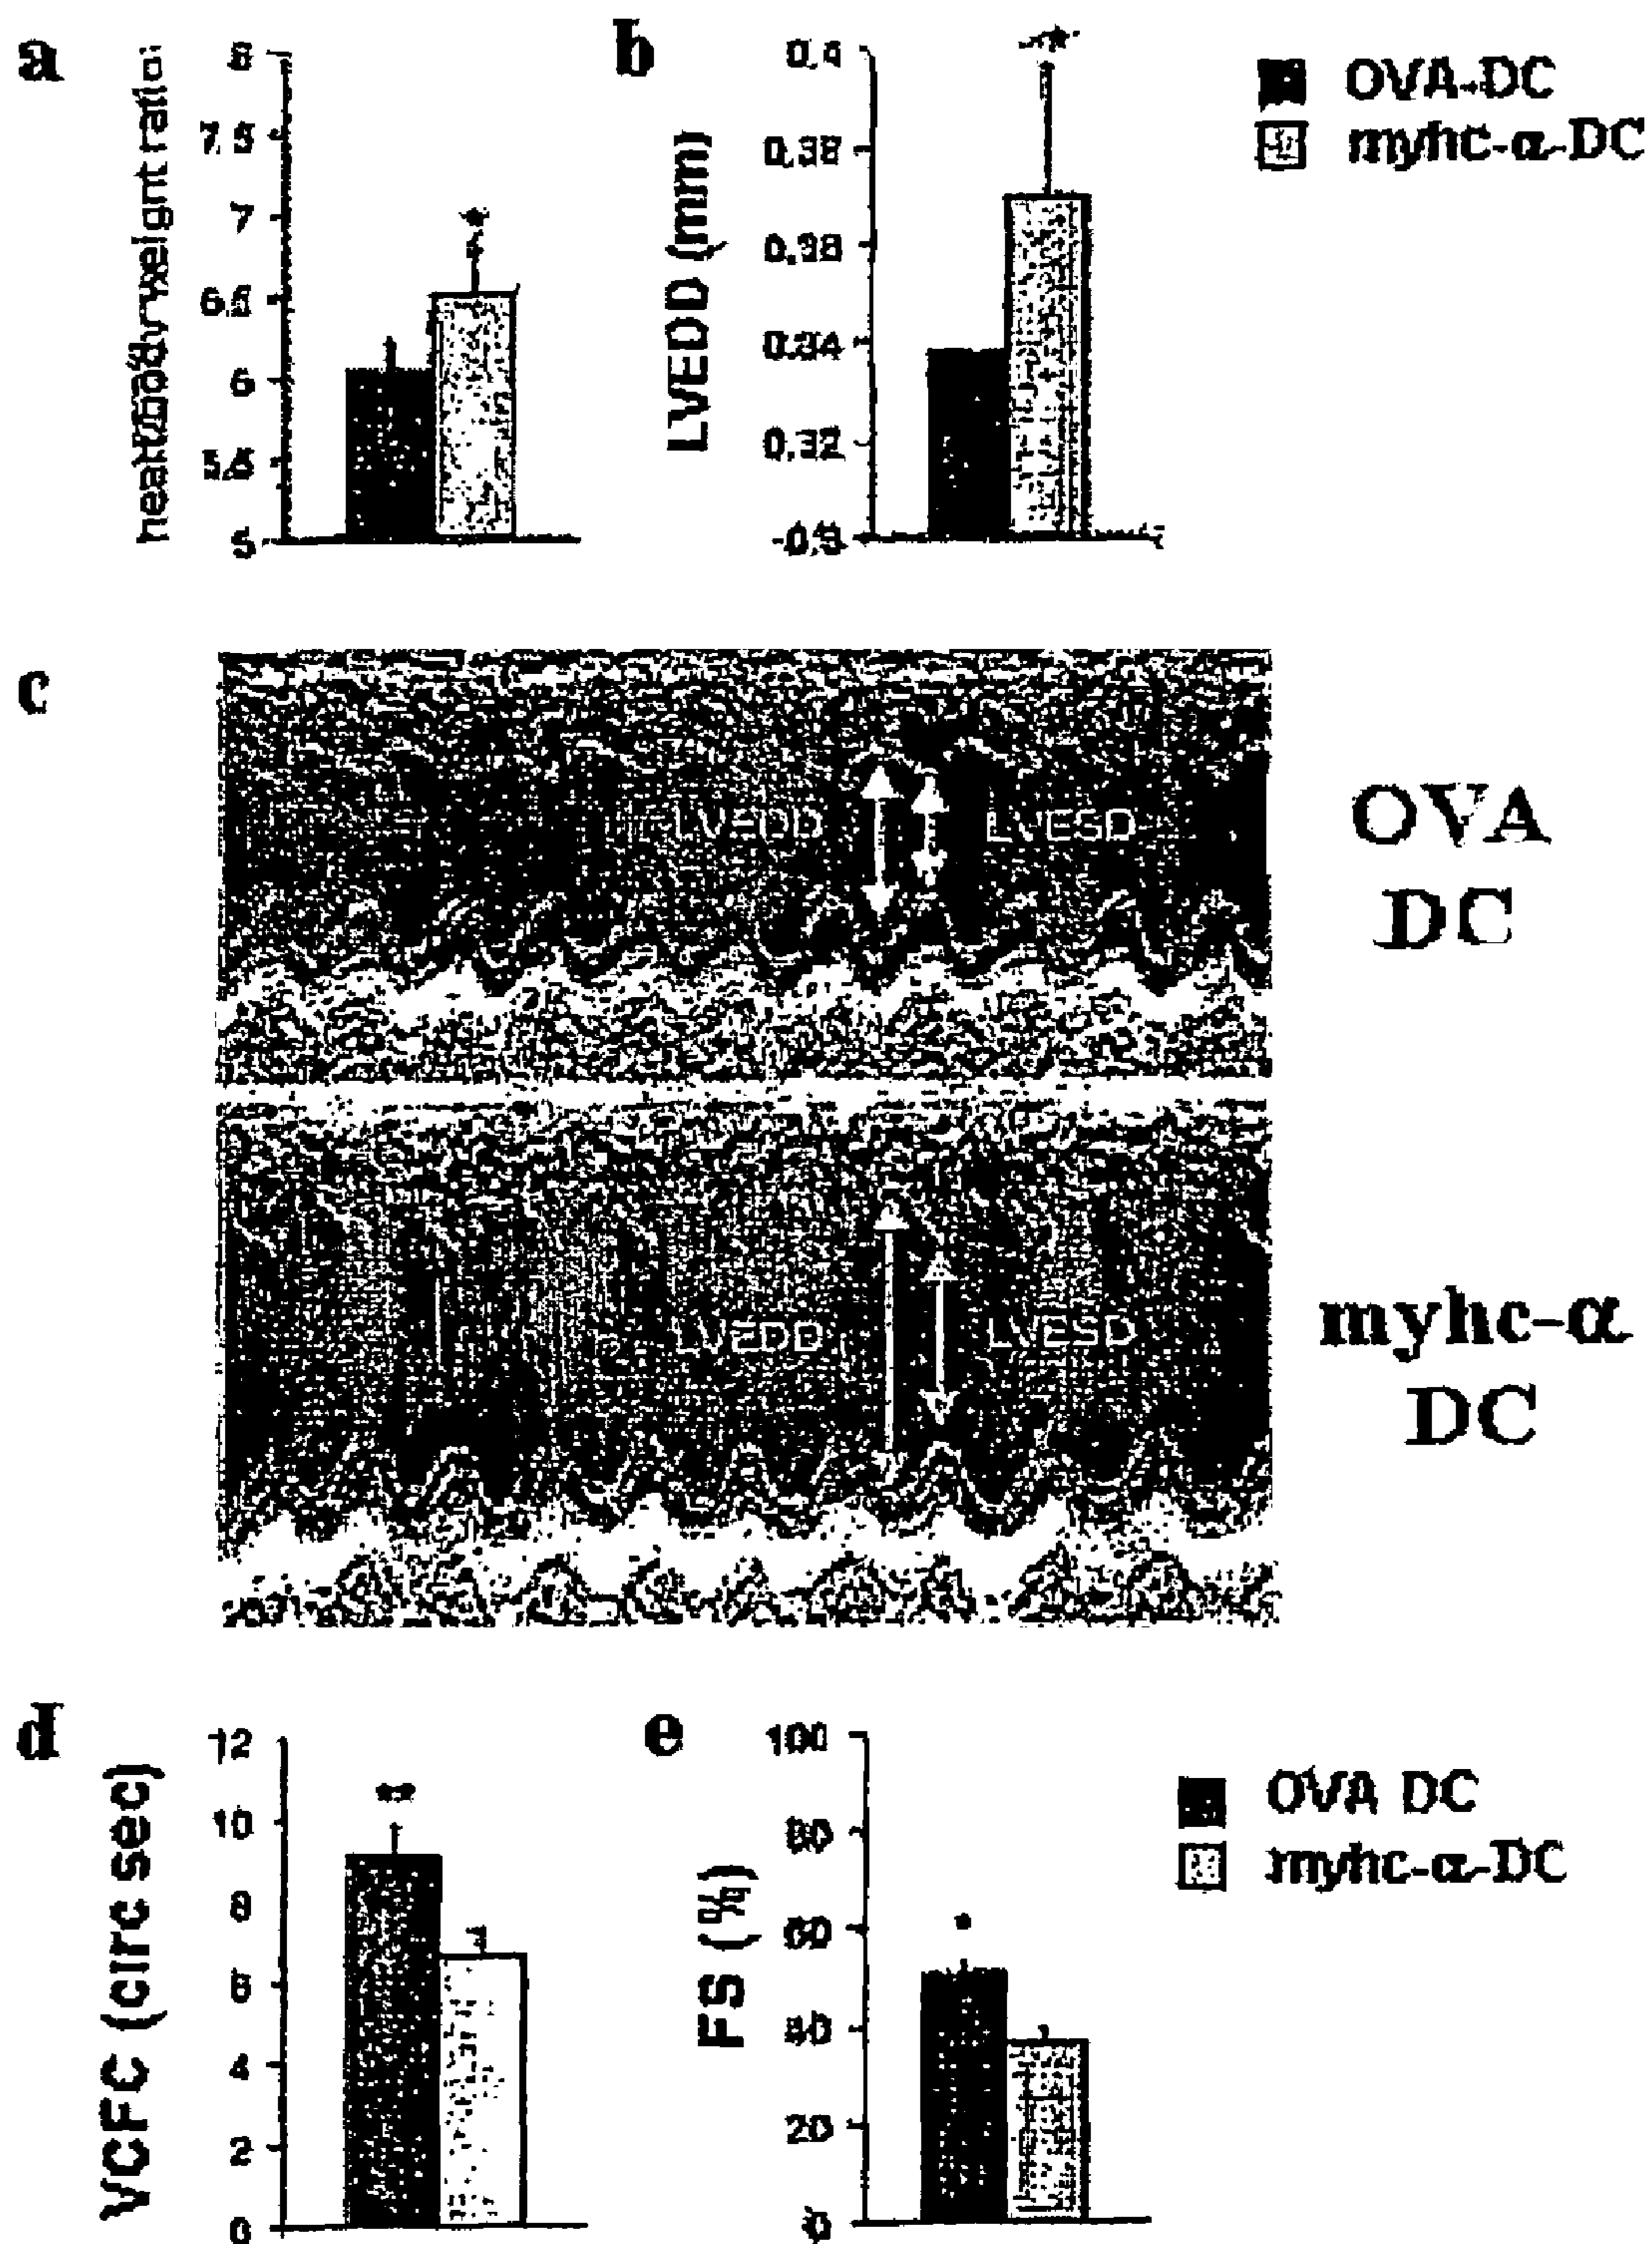 a
8
7.5
7
6.5
6
5.5
5
*
b
LVEDD (mm)
0.4
0.38
0.34
0.32
OVA-DC
myhc-α-DC
c
LVEDD
LVESD
OVA
DC
LVEDD
LVESD
myhc-α
DC
d
VCFC (circ sec)
12
10
8
6
4
2
0
**
e
FS (%)
100
80
60
40
20
0
OVA DC
myhc-α-DC